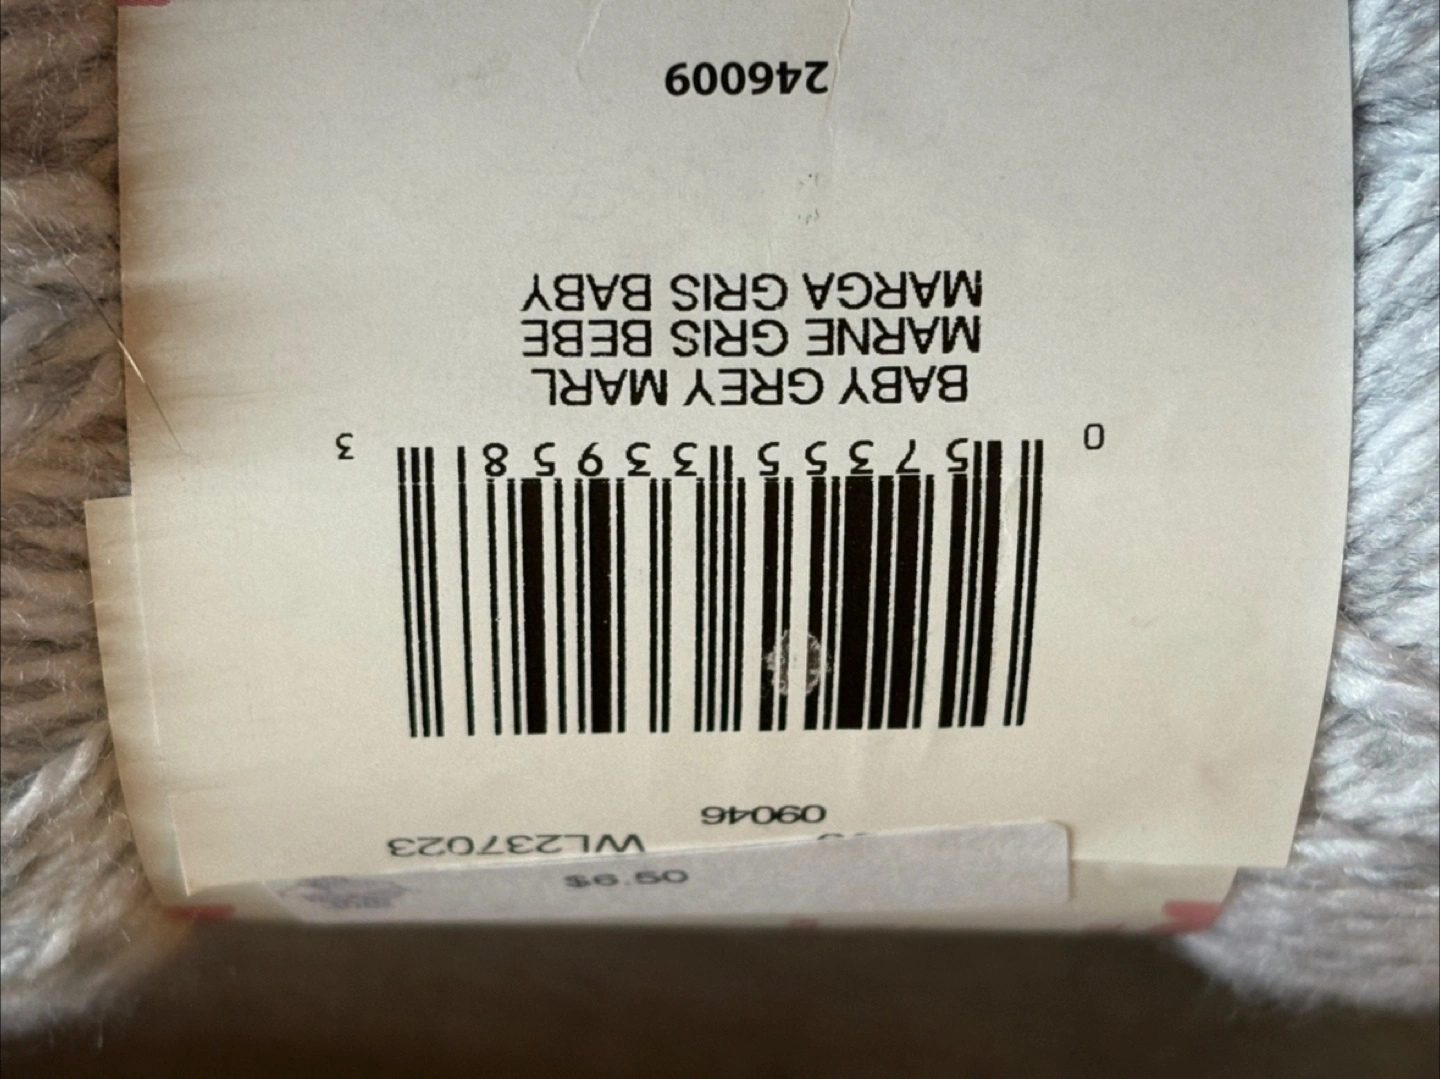 $6.50
WL237023
09046
0 57355 33958 3
BABY GREY MARL
MARNE GRIS BEBE
MARGA GRIS BABY
246009